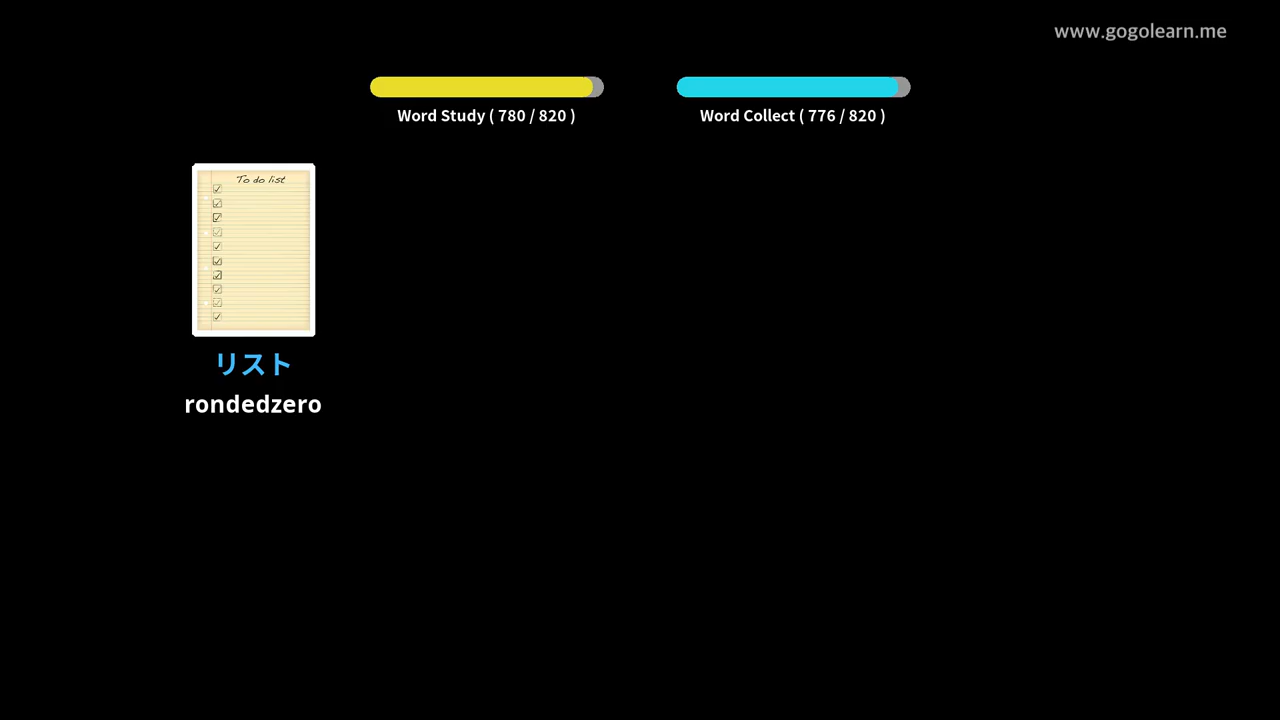 www.gogolearn.me
Word Study ( 780 / 820 )
Word Collect ( 776 / 820 )
To do list
リスト
rondedzero